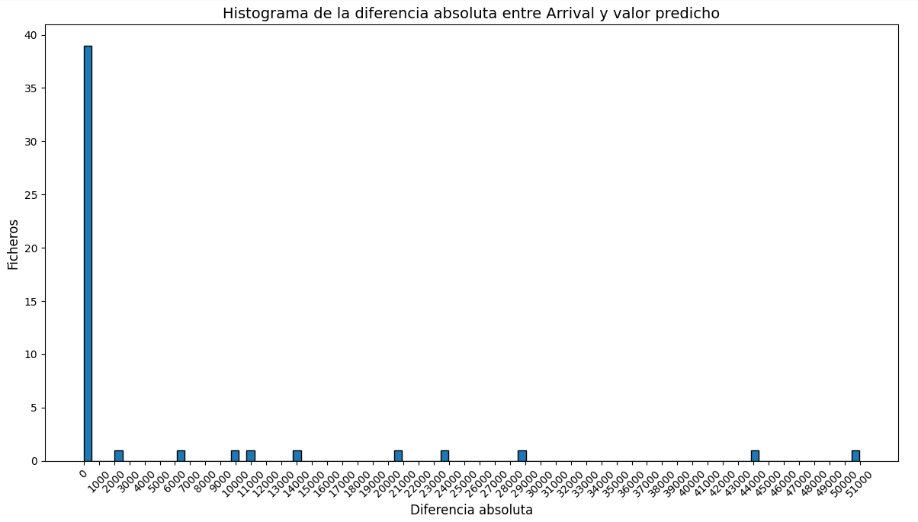 Histograma de la diferencia absoluta entre Arrival y valor predicho
40
35
30
25
20
15
10
5
0
Ficheros
0 1000 2000 3000 4000 5000 6000 7000 8000 9000 10000 11000 12000 13000 14000 15000 16000 17000 18000 19000 20000 21000 22000 23000 24000 25000 26000 27000 28000 29000 30000 31000 32000 33000 34000 35000 36000 37000 38000 39000 40000 41000 42000 43000 44000 45000 46000 47000 48000 49000 50000 51000
Diferencia absoluta